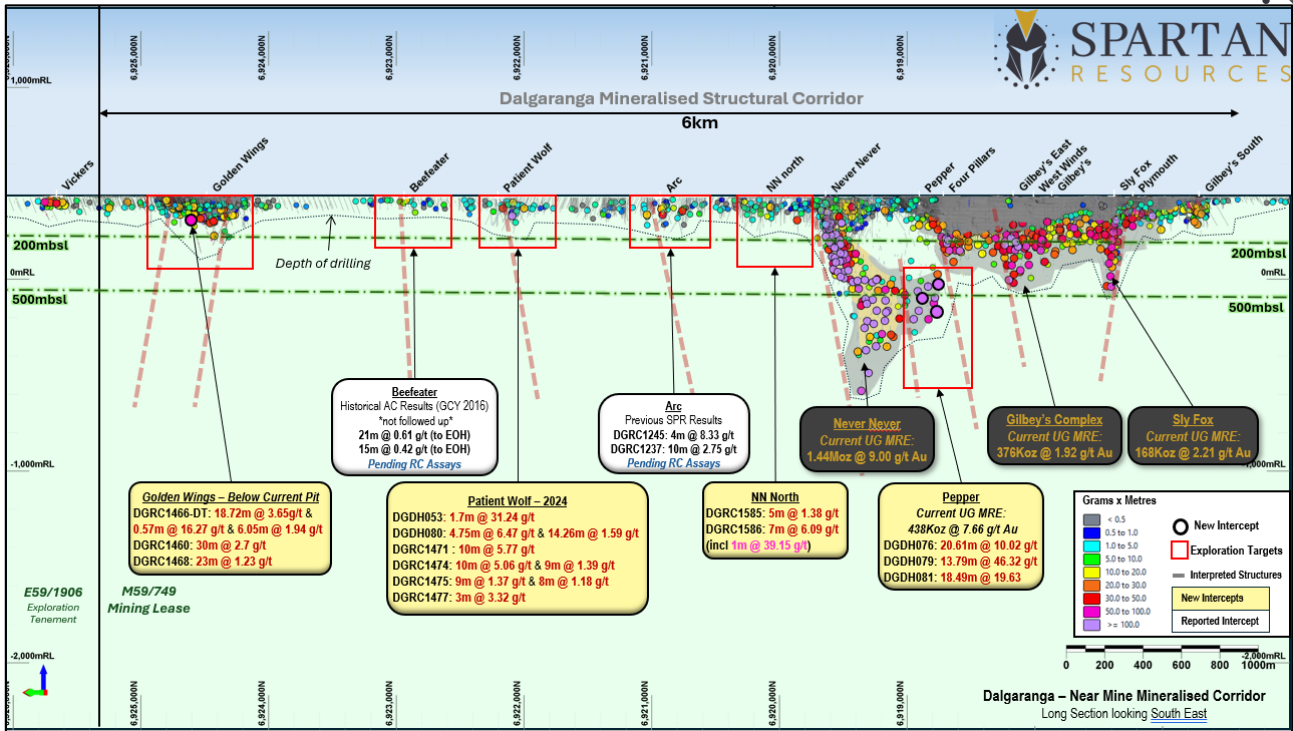 SPARTAN
RESOURCES
6,925,000N
6,924,000N
6,923,000N
6,922,000N
6,921,000N
6,920,000N
6,919,000N
1,000mRL
Dalgaranga Mineralised Structural Corridor
6km
Vickers
Golden Wings
Beefeater
Patient Wolf
Arc
NN north
Never Never
Pepper
Four Pillars
Gilbey's East
West Winds
Gilbey's
Sly Fox
Plymouth
Gilbey's South
200mbsl
200mbsl
Depth of drilling
0mRL
0mRL
500mbsl
500mbsl
Beefeater
Historical AC Results (GCY 2016)
*not followed up*
21m @ 0.61 g/t (to EOH)
15m @ 0.42 g/t (to EOH)
Pending RC Assays
Arc
Previous SPR Results
DGRC1245: 4m @ 8.33 g/t
DGRC1237: 10m @ 2.75 g/t
Pending RC Assays
Never Never
Current UG MRE:
1.44Moz @ 9.00 g/t Au
Gilbey's Complex
Current UG MRE:
376Koz @ 1.92 g/t Au
Sly Fox
Current UG MRE:
168Koz @ 2.21 g/t Au
-1,000mRL
Golden Wings – Below Current Pit
DGRC1466-DT: 18.72m @ 3.65g/t &
0.57m @ 16.27 g/t & 6.05m @ 1.94 g/t
DGRC1460: 30m @ 2.7 g/t
DGRC1468: 23m @ 1.23 g/t
Patient Wolf – 2024
DGDH053: 1.7m @ 31.24 g/t
DGDH080: 4.75m @ 6.47 g/t & 14.26m @ 1.59 g/t
DGRC1471: 10m @ 5.77 g/t
DGRC1474: 10m @ 5.06 g/t & 9m @ 1.39 g/t
DGRC1475: 9m @ 1.37 g/t & 8m @ 1.18 g/t
DGRC1477: 3m @ 3.32 g/t
NN North
DGRC1585: 5m @ 1.38 g/t
DGRC1586: 7m @ 6.09 g/t
(incl 1m @ 39.15 g/t)
Pepper
Current UG MRE:
438Koz @ 7.66 g/t Au
DGDH076: 20.61m @ 10.02 g/t
DGDH079: 13.79m @ 46.32 g/t
DGDH081: 18.49m @ 19.63
Grams x Metres
< 0.5
0.5 to 1.0
1.0 to 5.0
5.0 to 10.0
10.0 to 20.0
20.0 to 30.0
30.0 to 50.0
50.0 to 100.0
>= 100.0
New Intercept
Exploration Targets
Interpreted Structures
New Intercepts
Reported Intercept
E59/1906
Exploration
Tenement
M59/749
Mining Lease
-2,000mRL
-2,000mRL
0 200 400 600 800 1000m
6,925,000N
6,924,000N
6,923,000N
6,922,000N
6,921,000N
6,920,000N
6,919,000N
Dalgaranga – Near Mine Mineralised Corridor
Long Section looking South East